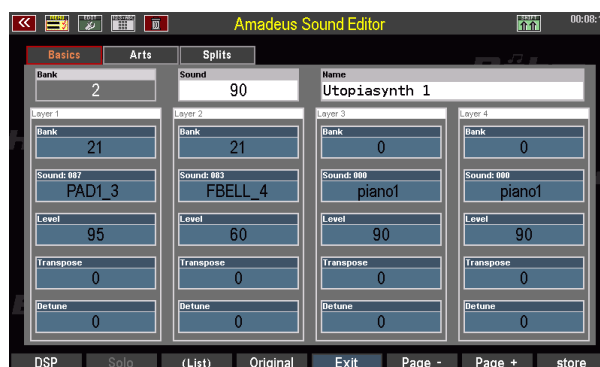 MENU EDIT Amadeus Sound Editor 00:08:
Basics Arts Splits
Bank Sound Name
2 90 Utopiasynth 1
Layer 1 Layer 2 Layer 3 Layer 4
Bank Bank Bank Bank
21 21 0 0
Sound: 087 Sound: 083 Sound: 000 Sound: 000
PAD1_3 FBELL_4 piano1 piano1
Level Level Level Level
95 60 90 90
Transpose Transpose Transpose Transpose
0 0 0 0
Detune Detune Detune Detune
0 0 0 0
DSP Solo (List) Original Exit Page - Page + store